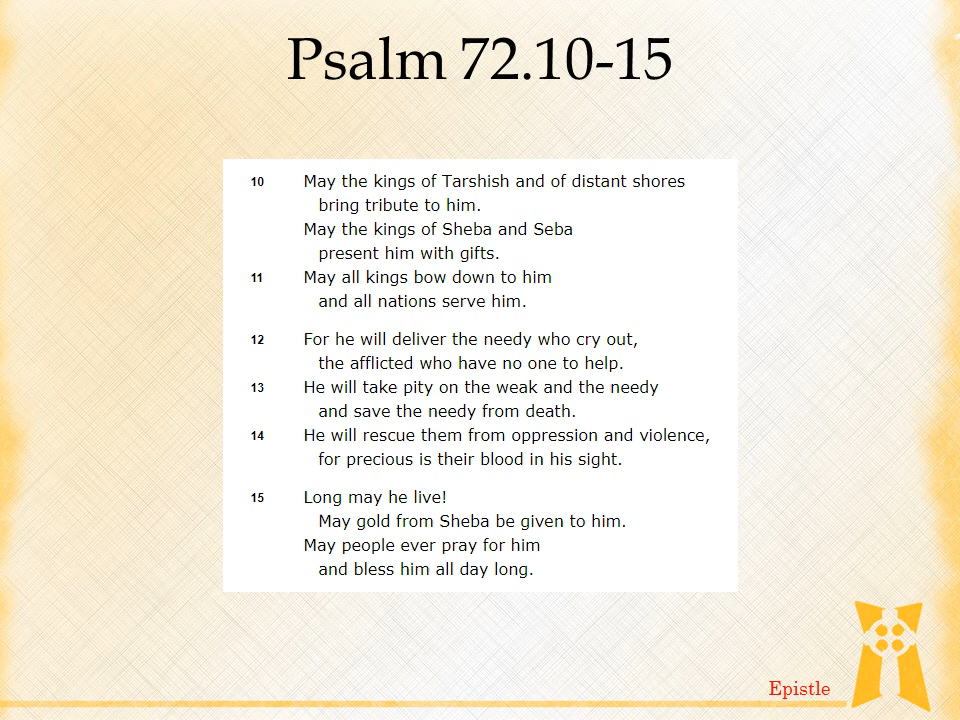 Psalm 72.10-15
10 May the kings of Tarshish and of distant shores
bring tribute to him.
May the kings of Sheba and Seba
present him with gifts.
11 May all kings bow down to him
and all nations serve him.
12 For he will deliver the needy who cry out,
the afflicted who have no one to help.
13 He will take pity on the weak and the needy
and save the needy from death.
14 He will rescue them from oppression and violence,
for precious is their blood in his sight.
15 Long may he live!
May gold from Sheba be given to him.
May people ever pray for him
and bless him all day long.
Epistle